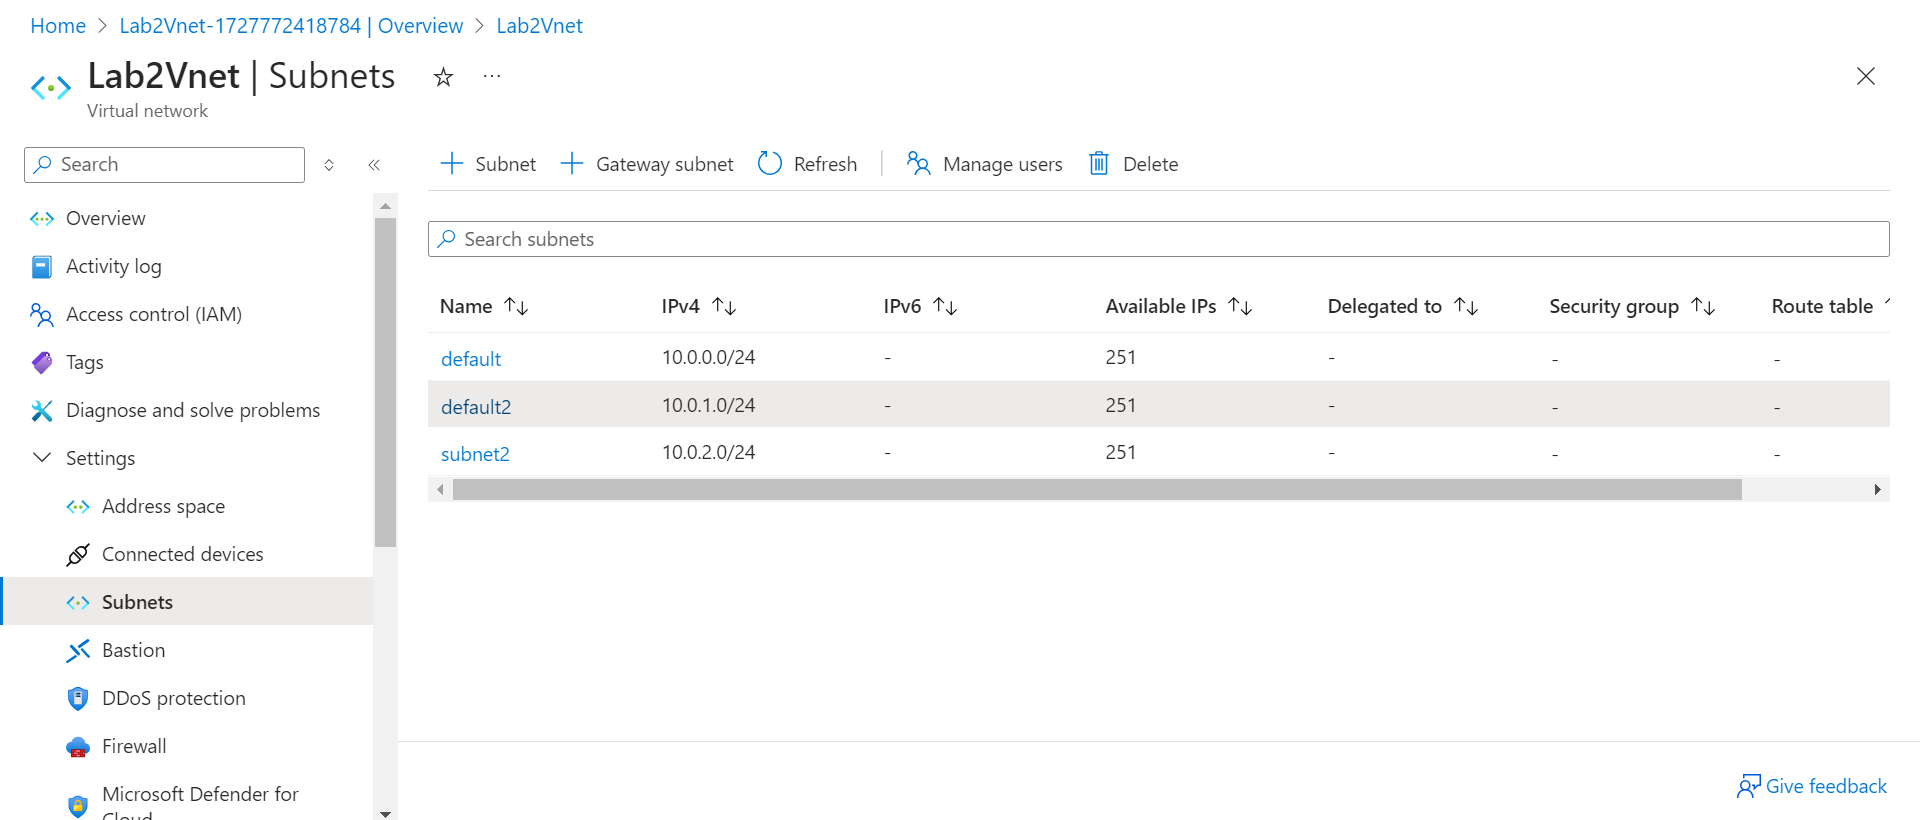 Home > Lab2Vnet-1727772418784 | Overview > Lab2Vnet
Lab2Vnet | Subnets ☆ ...
Virtual network
Search
Overview
Activity log
Access control (IAM)
Tags
Diagnose and solve problems
Settings
Address space
Connected devices
Subnets
Bastion
DDoS protection
Firewall
Microsoft Defender for
Cloud
+ Subnet + Gateway subnet Refresh Manage users Delete
Search subnets
Name ↑↓ IPv4 ↑↓ IPv6 ↑↓ Available IPs ↑↓ Delegated to ↑↓ Security group ↑↓ Route table
default 10.0.0.0/24 - 251 - - -
default2 10.0.1.0/24 - 251 - - -
subnet2 10.0.2.0/24 - 251 - - -
Give feedback